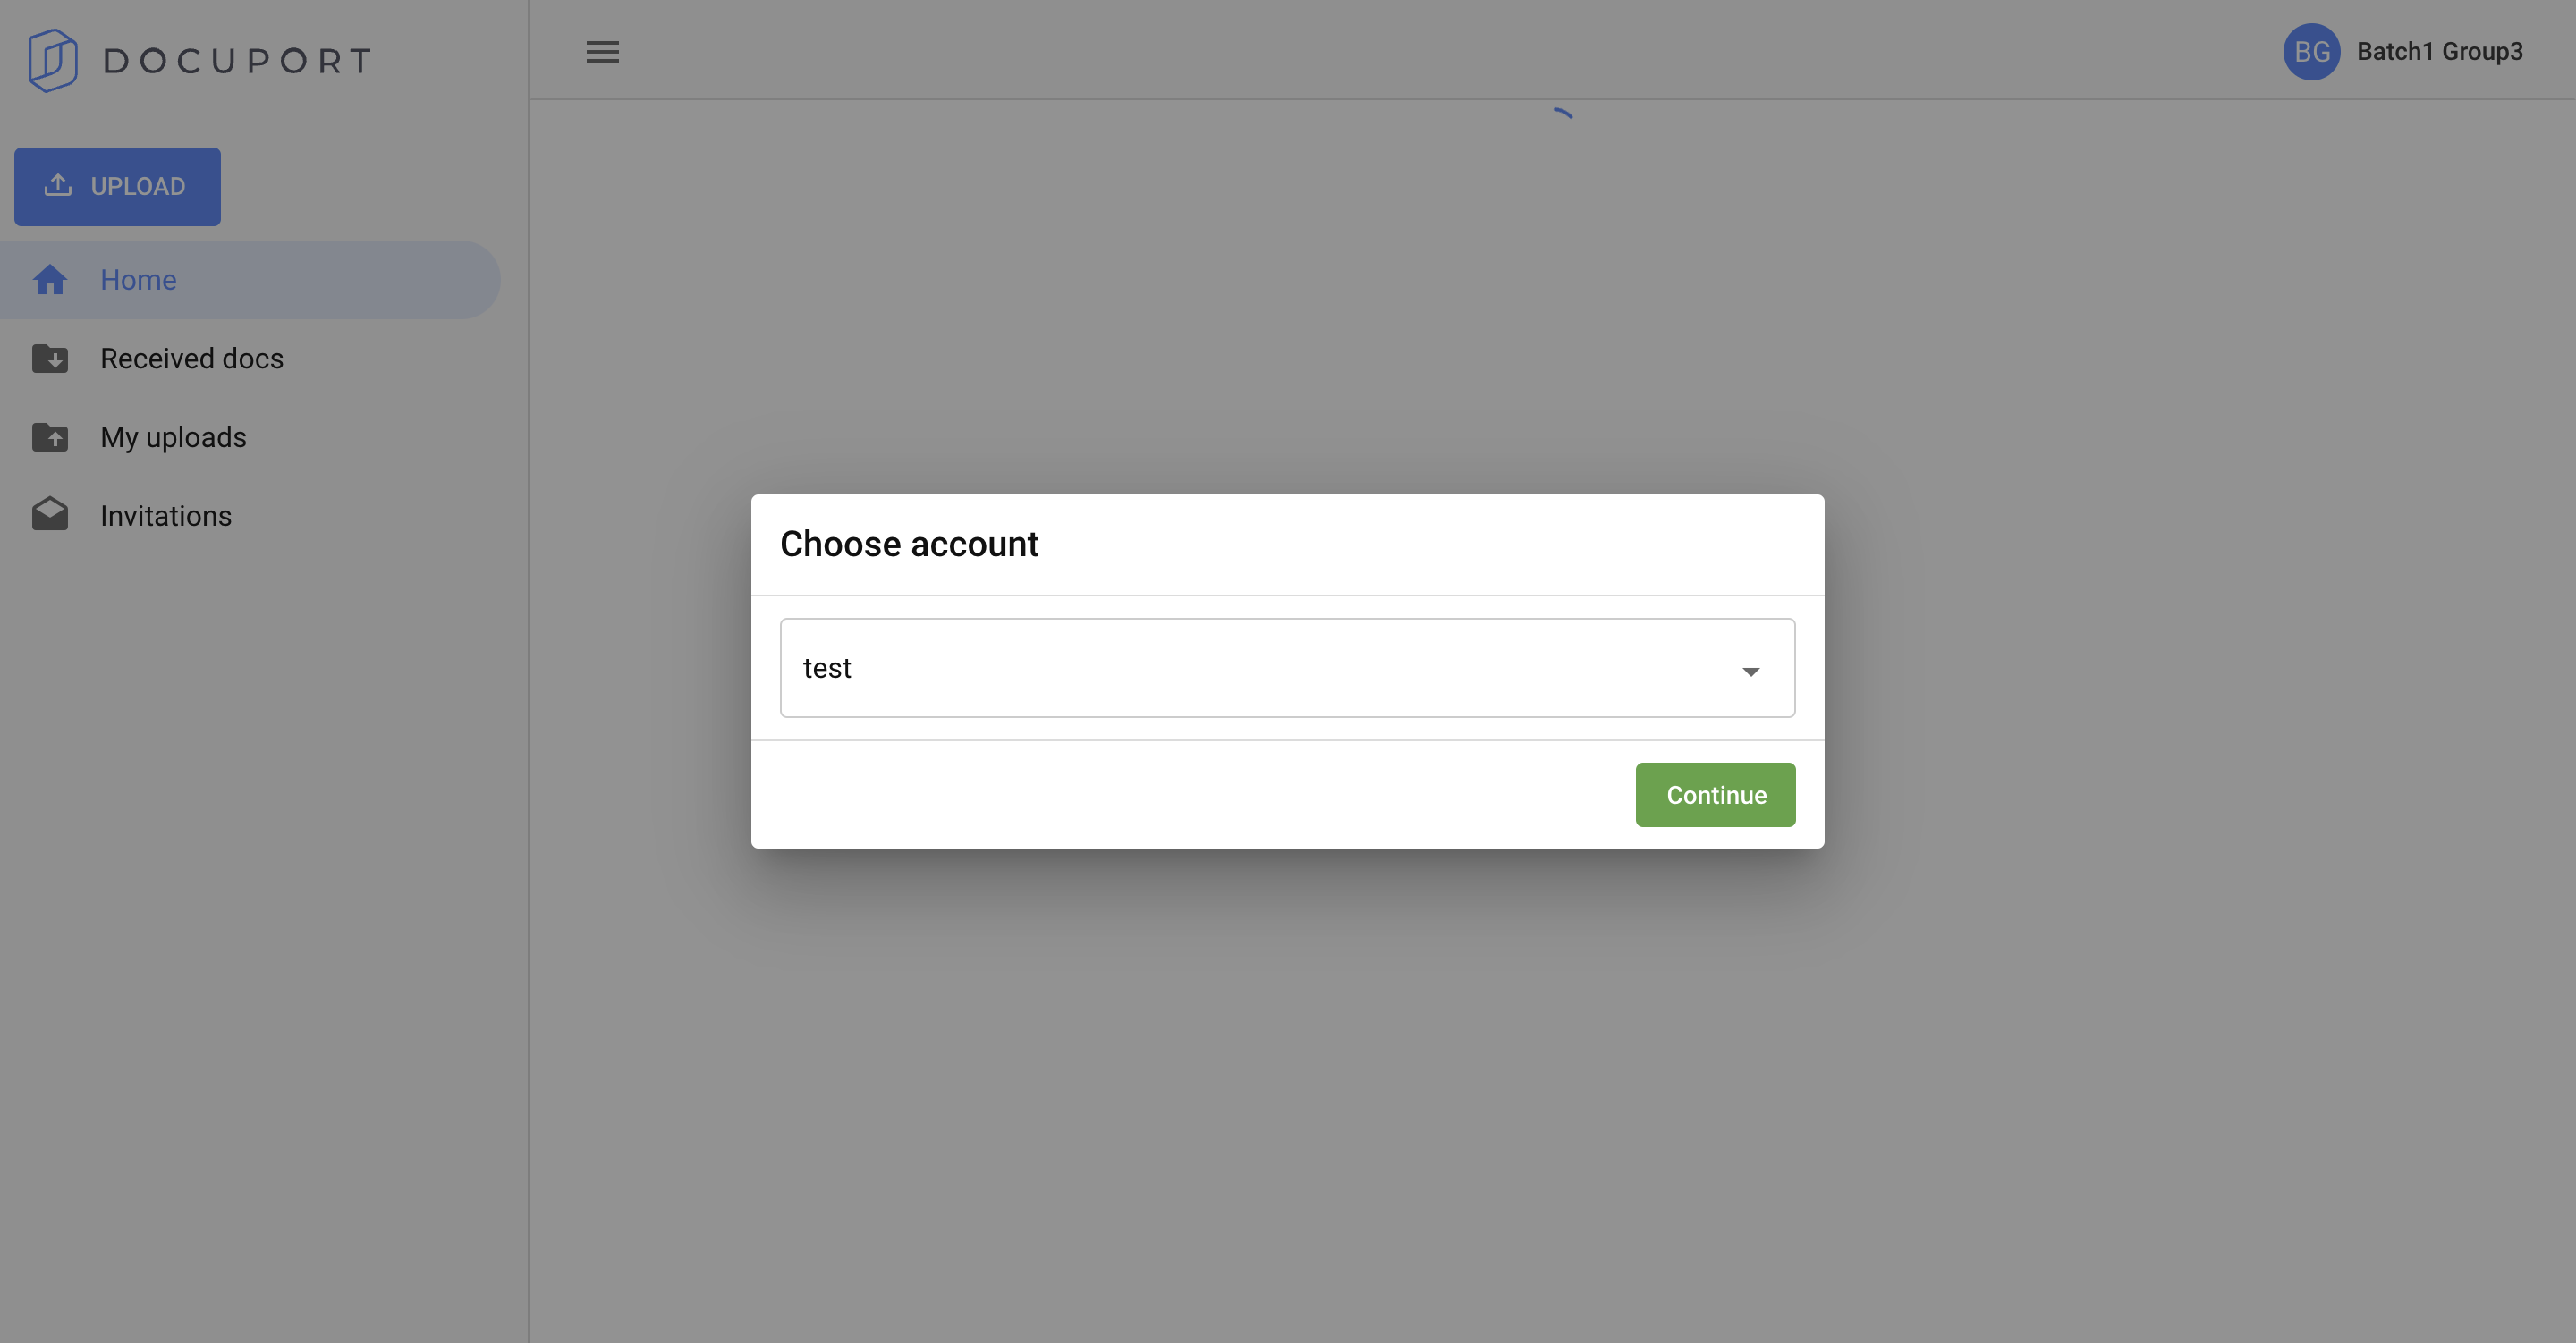 DOCUPORT
BG Batch1 Group3
UPLOAD
Home
Received docs
My uploads
Invitations
Choose account
test
Continue